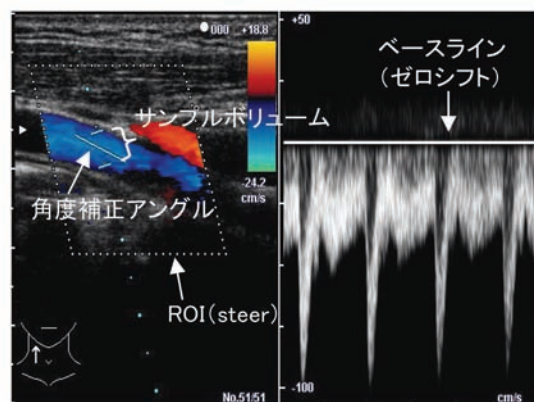 000
+18.8
サンプルボリューム
-24.2
cm/s
角度補正アングル
ROI(steer)
No.51/51
+50
ベースライン
(ゼロシフト)
-100
cm/s